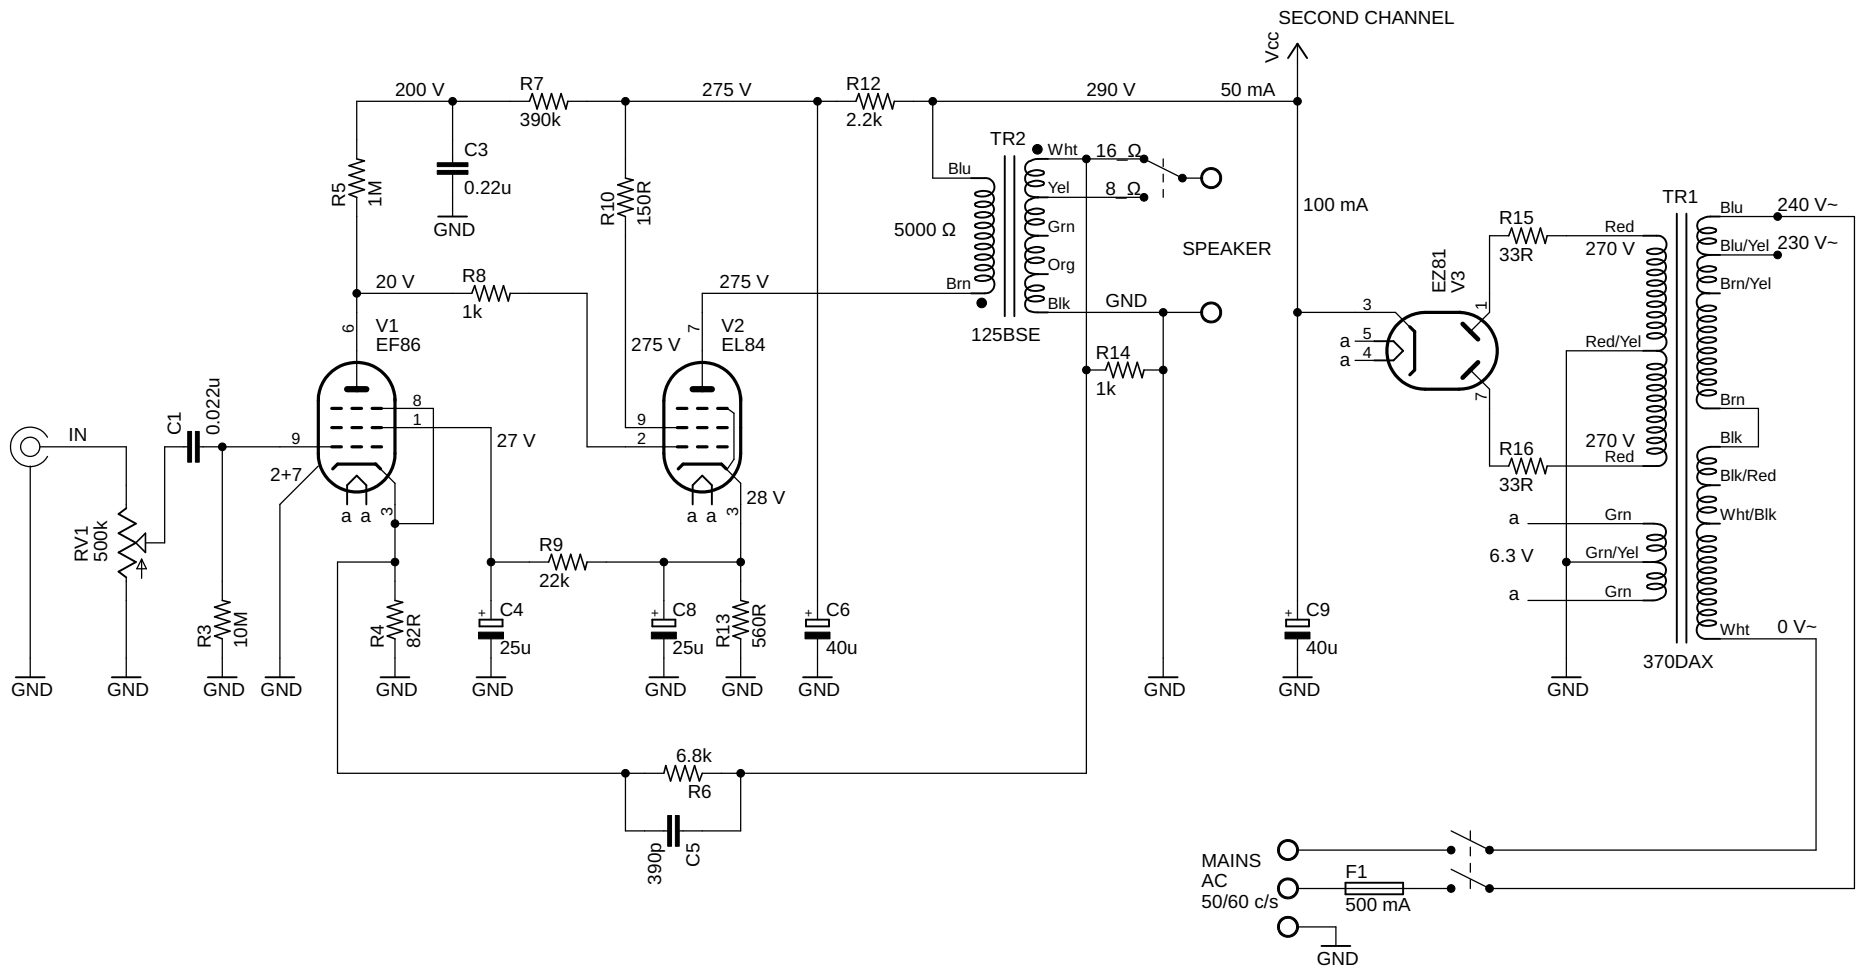 SECOND CHANNEL
Vcc
200 V
R7
390k
275 V
R12
2.2k
290 V
50 mA
R5
1M
C3
0.22u
GND
R10
150R
TR2
Blu
5000 Ω
Brn
125BSE
Wht
16_Ω
Yel
8_Ω
Grn
Org
Blk
GND
SPEAKER
100 mA
20 V
R8
1k
275 V
6
V1
EF86
275 V
7
V2
EL84
R14
1k
EZ81
V3
3
5
4
a
a
1
7
R15
33R
R16
33R
TR1
Red
270 V
Red/Yel
270 V
Red
Grn
a
Grn/Yel
6.3 V
Grn
a
Blu
240 V~
Blu/Yel
230 V~
Brn/Yel
Brn
Blk
Blk/Red
Wht/Blk
Wht
0 V~
370DAX
IN
C1
0.022u
9
2+7
8
1
27 V
a a
3
9
2
28 V
a a
3
RV1
500k
R3
10M
R4
82R
R9
22k
+
C4
25u
+
C8
25u
R13
560R
+
C6
40u
+
C9
40u
GND
GND
GND
GND
GND
GND
GND
GND
GND
GND
GND
GND
6.8k
R6
390p
C5
MAINS
AC
50/60 c/s
F1
500 mA
GND